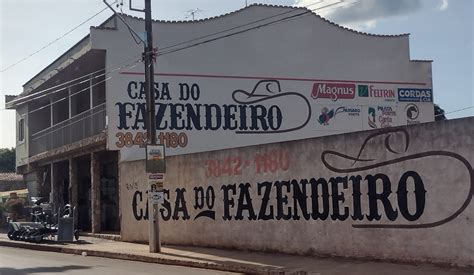 CASA DO
FAZENDEIRO
3842-1180
Magnus
FELTRIN
CORDAS
3842-1180
CASA DO FAZENDEIRO